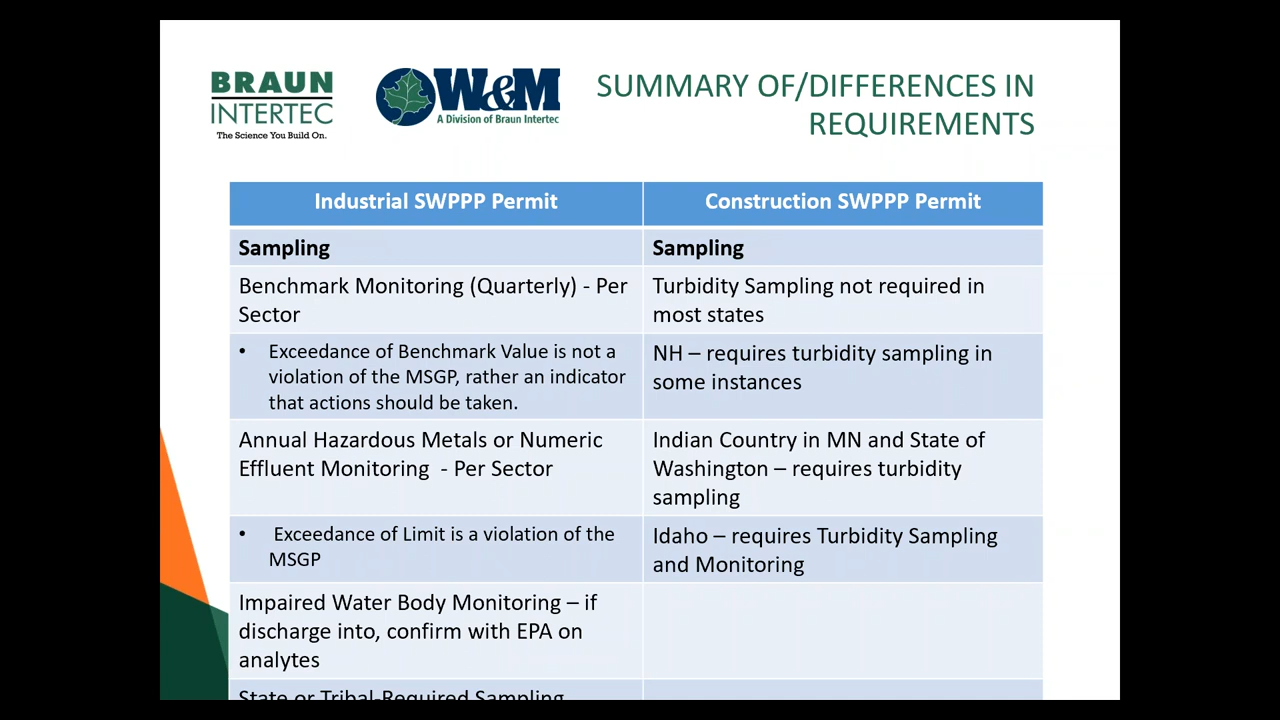 BRAUN
INTERTEC
The Science You Build On.
W&M
A Division of Braun Intertec
SUMMARY OF/DIFFERENCES IN
REQUIREMENTS
Industrial SWPPP Permit
Construction SWPPP Permit
Sampling
Sampling
Benchmark Monitoring (Quarterly) - Per
Sector
Turbidity Sampling not required in
most states
• Exceedance of Benchmark Value is not a
violation of the MSGP, rather an indicator
that actions should be taken.
NH – requires turbidity sampling in
some instances
Annual Hazardous Metals or Numeric
Effluent Monitoring - Per Sector
Indian Country in MN and State of
Washington – requires turbidity
sampling
• Exceedance of Limit is a violation of the
MSGP
Idaho – requires Turbidity Sampling
and Monitoring
Impaired Water Body Monitoring – if
discharge into, confirm with EPA on
analytes
State or Tribal-Required Sampling